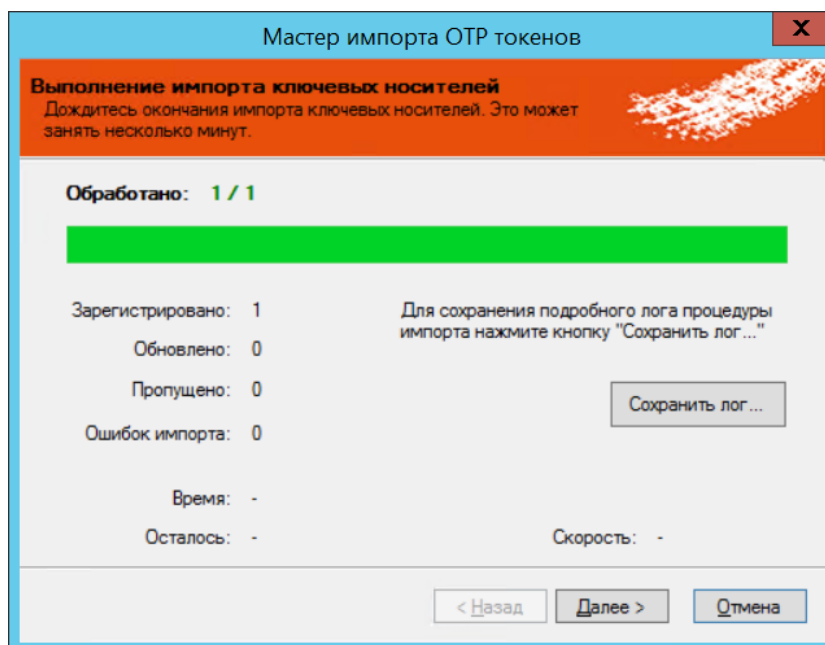 Мастер импорта OTP токенов
X
Выполнение импорта ключевых носителей
Дождитесь окончания импорта ключевых носителей. Это может
занять несколько минут.
Обработано: 1 / 1
Зарегистрировано: 1
Обновлено: 0
Пропущено: 0
Ошибок импорта: 0
Время: -
Осталось: -
Для сохранения подробного лога процедуры
импорта нажмите кнопку "Сохранить лог..."
Сохранить лог...
Скорость: -
< Назад
Далее >
Отмена